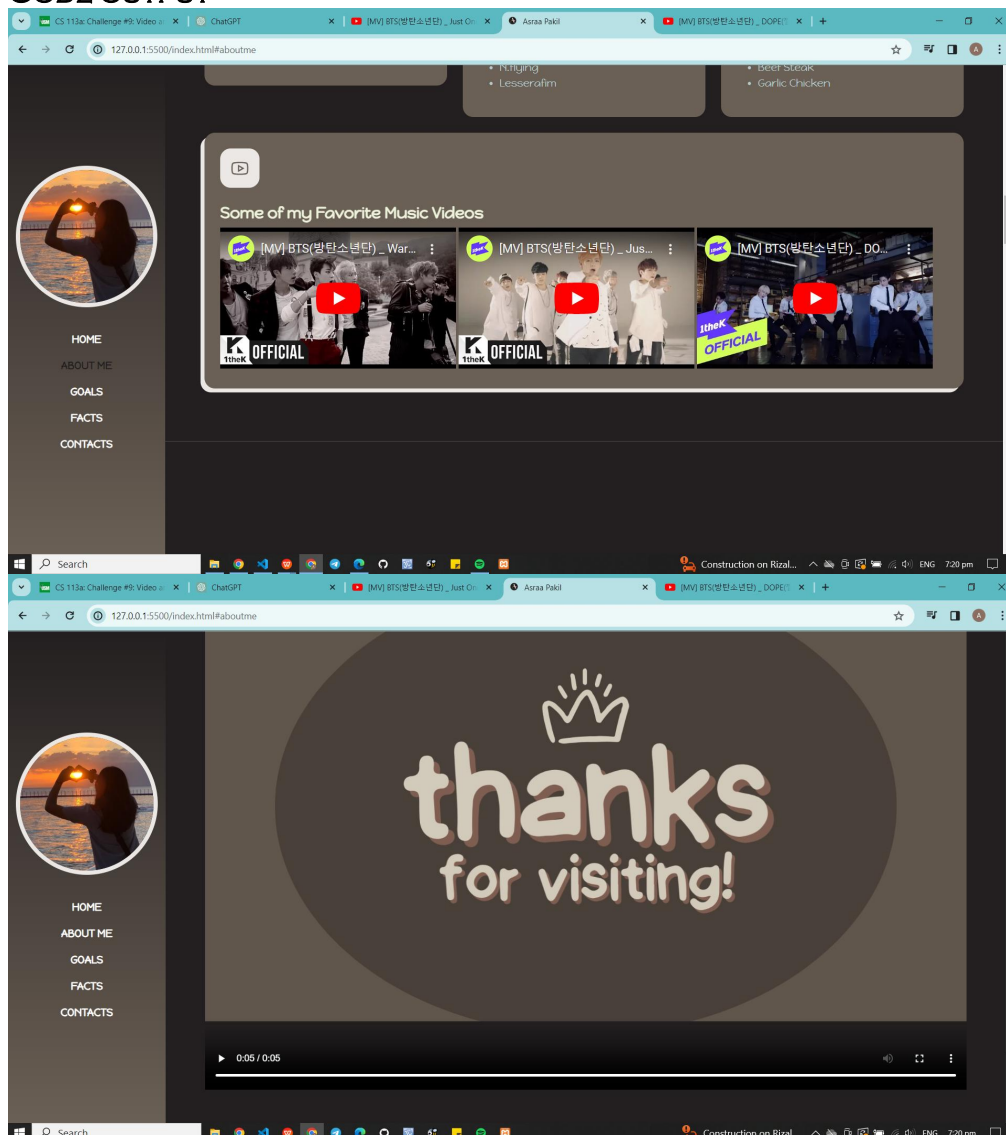 CODE OUTPUT
CS 113a: Challenge #9: Video a
ChatGPT
[MV] BTS(방탄소년단) _ Just On
Asraa Pakil
[MV] BTS(방탄소년단) _ DOPE(
127.0.0.1:5500/index.html#aboutme
N.flying
Lesserafim
Beef Steak
Garlic Chicken
Some of my Favorite Music Videos
[MV] BTS(방탄소년단) _ War...
[MV] BTS(방탄소년단) _ Jus...
[MV] BTS(방탄소년단) _ DO...
K 1theK OFFICIAL
K 1theK OFFICIAL
1theK
OFFICIAL
HOME
ABOUT ME
GOALS
FACTS
CONTACTS
Search
Construction on Rizal...
ENG
7:20 pm
CS 113a: Challenge #9: Video a
ChatGPT
[MV] BTS(방탄소년단) _ Just On
Asraa Pakil
[MV] BTS(방탄소년단) _ DOPE(
127.0.0.1:5500/index.html#aboutme
thanks
for visiting!
HOME
ABOUT ME
GOALS
FACTS
CONTACTS
0:05 / 0:05
Search
Construction on Rizal...
ENG
7:20 pm